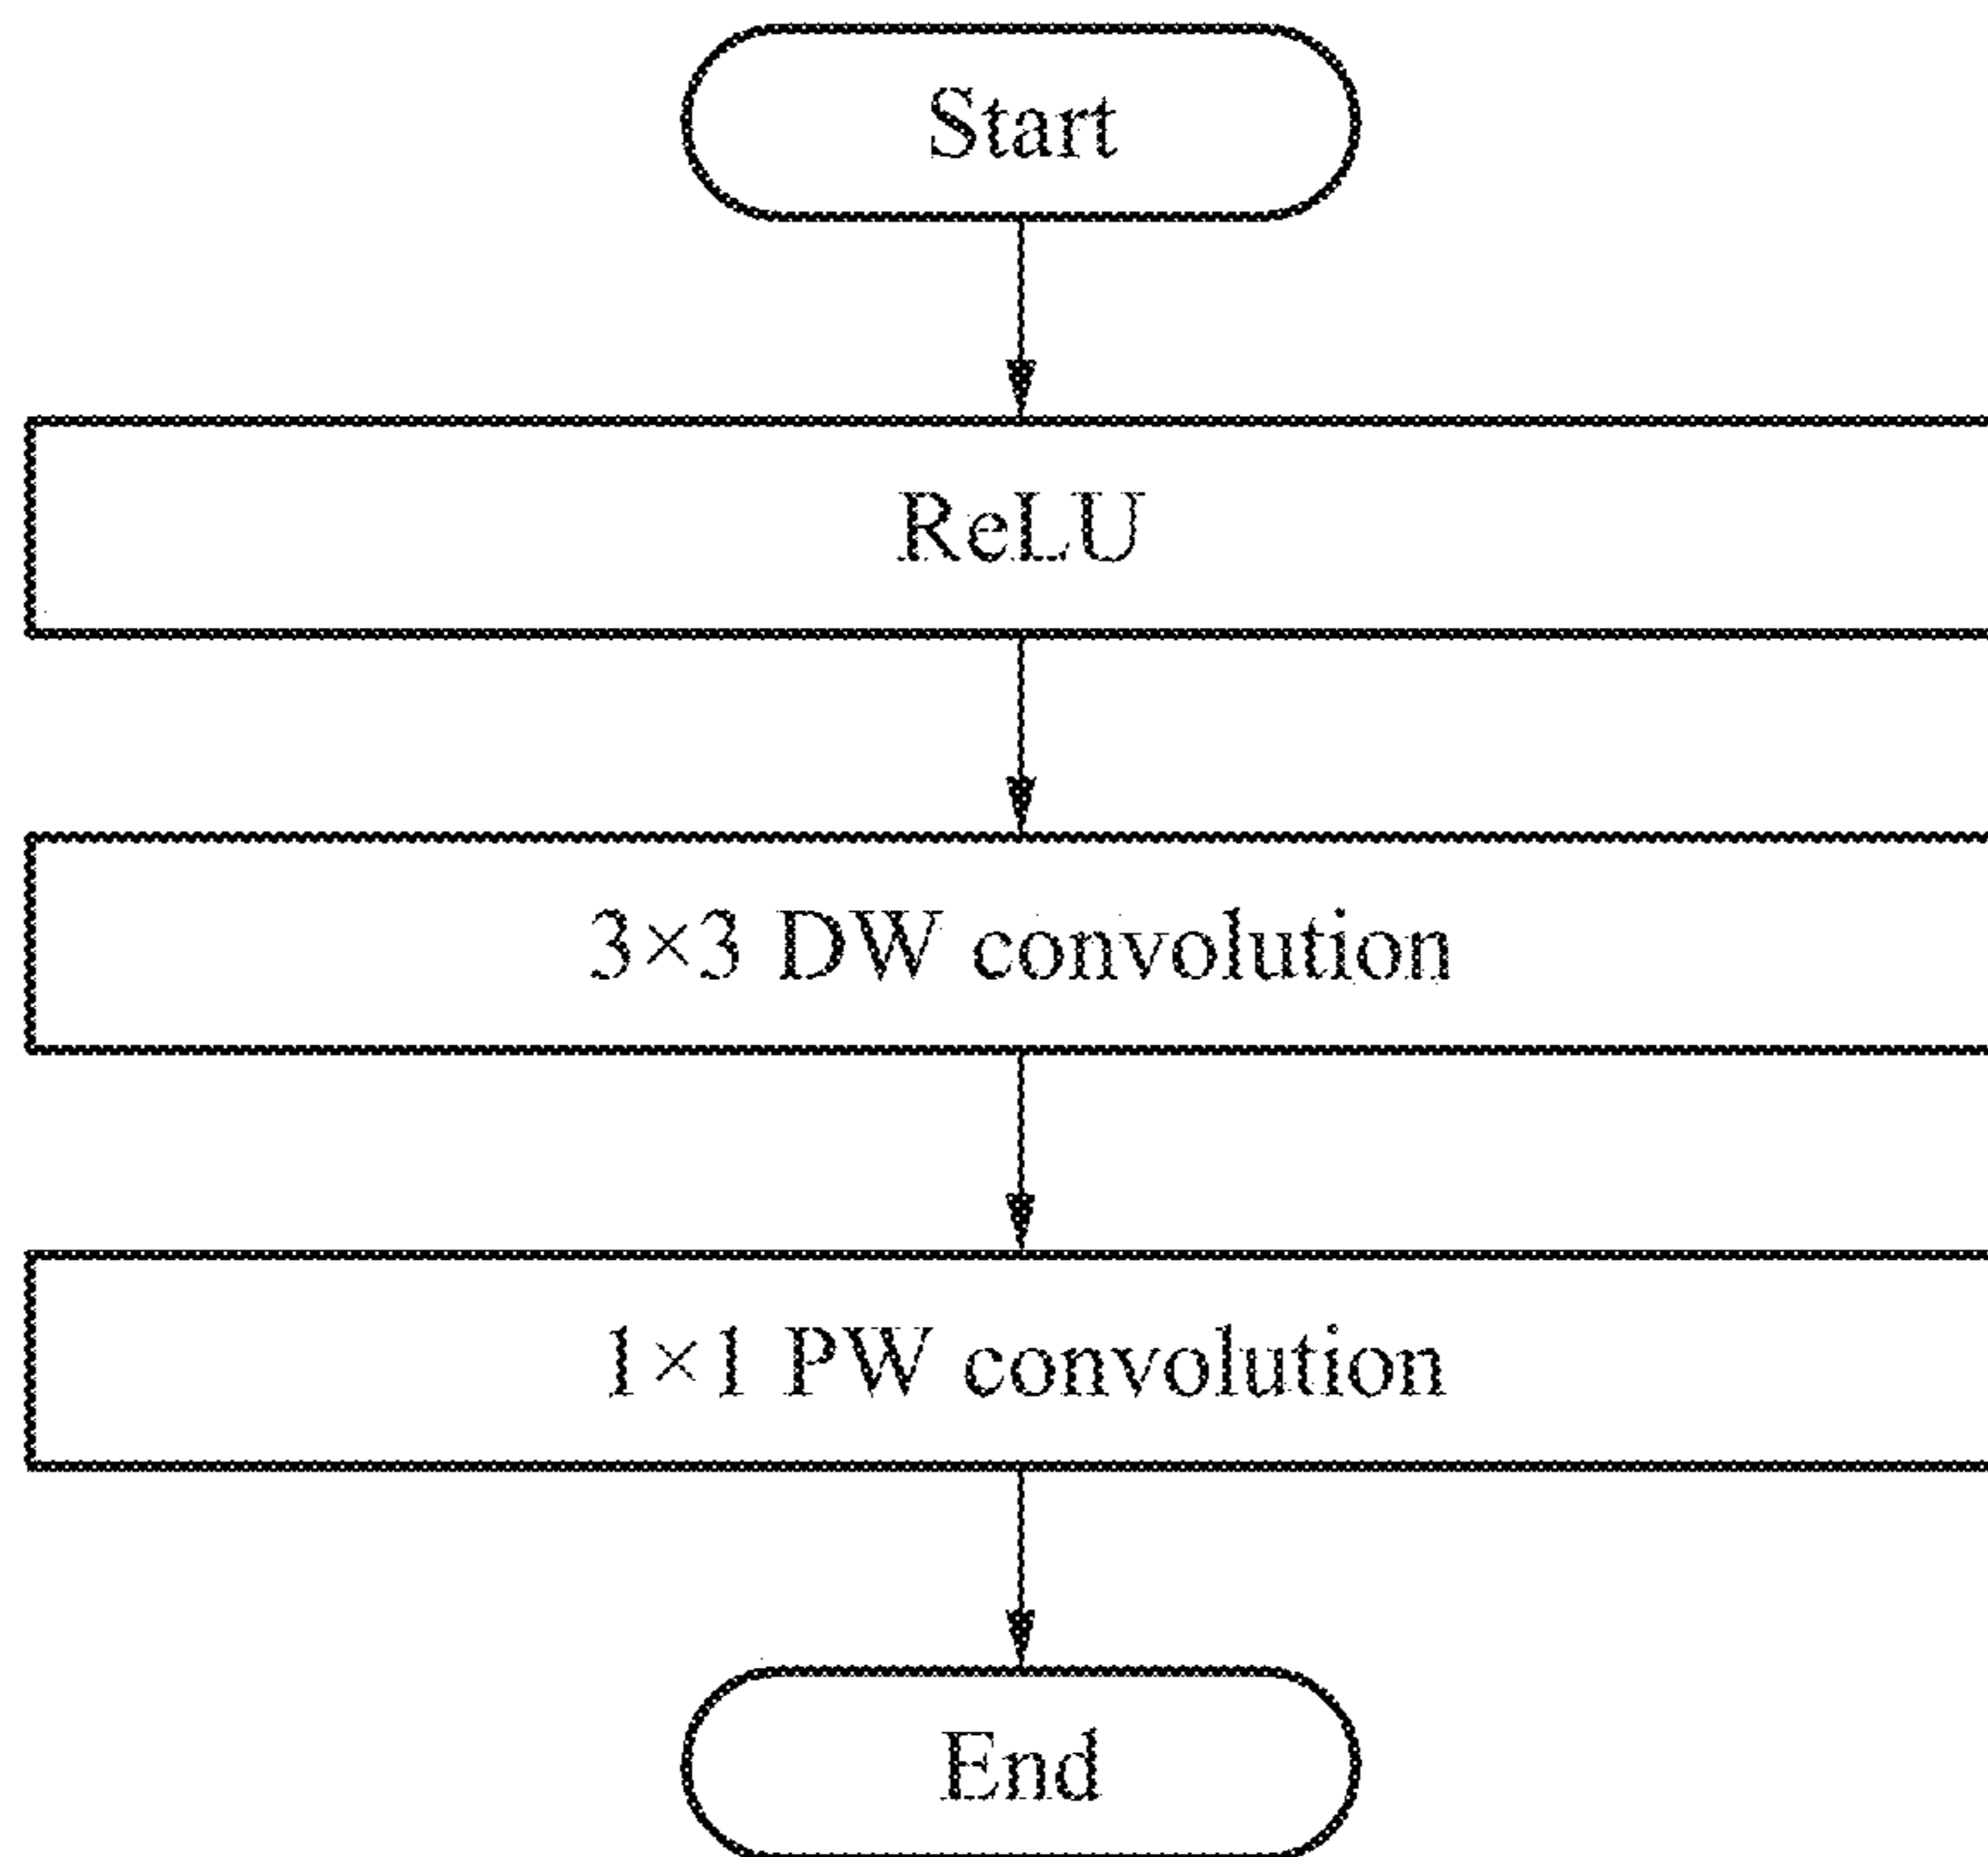 Start
ReLU
3×3 DW convolution
1×1 PW convolution
End